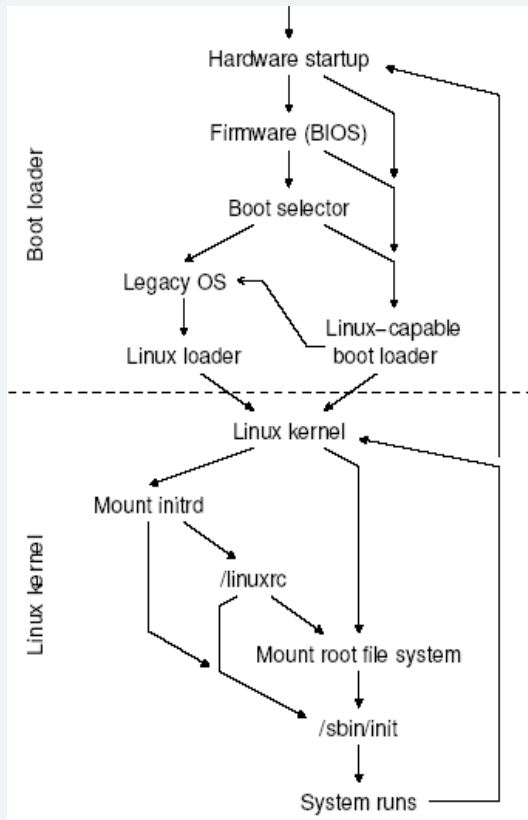 Hardware startup
Firmware (BIOS)
Boot selector
Boot loader
Legacy OS
Linux-capable
boot loader
Linux loader
Linux kernel
Mount initrd
/linuxrc
Linux kernel
Mount root file system
/sbin/init
System runs